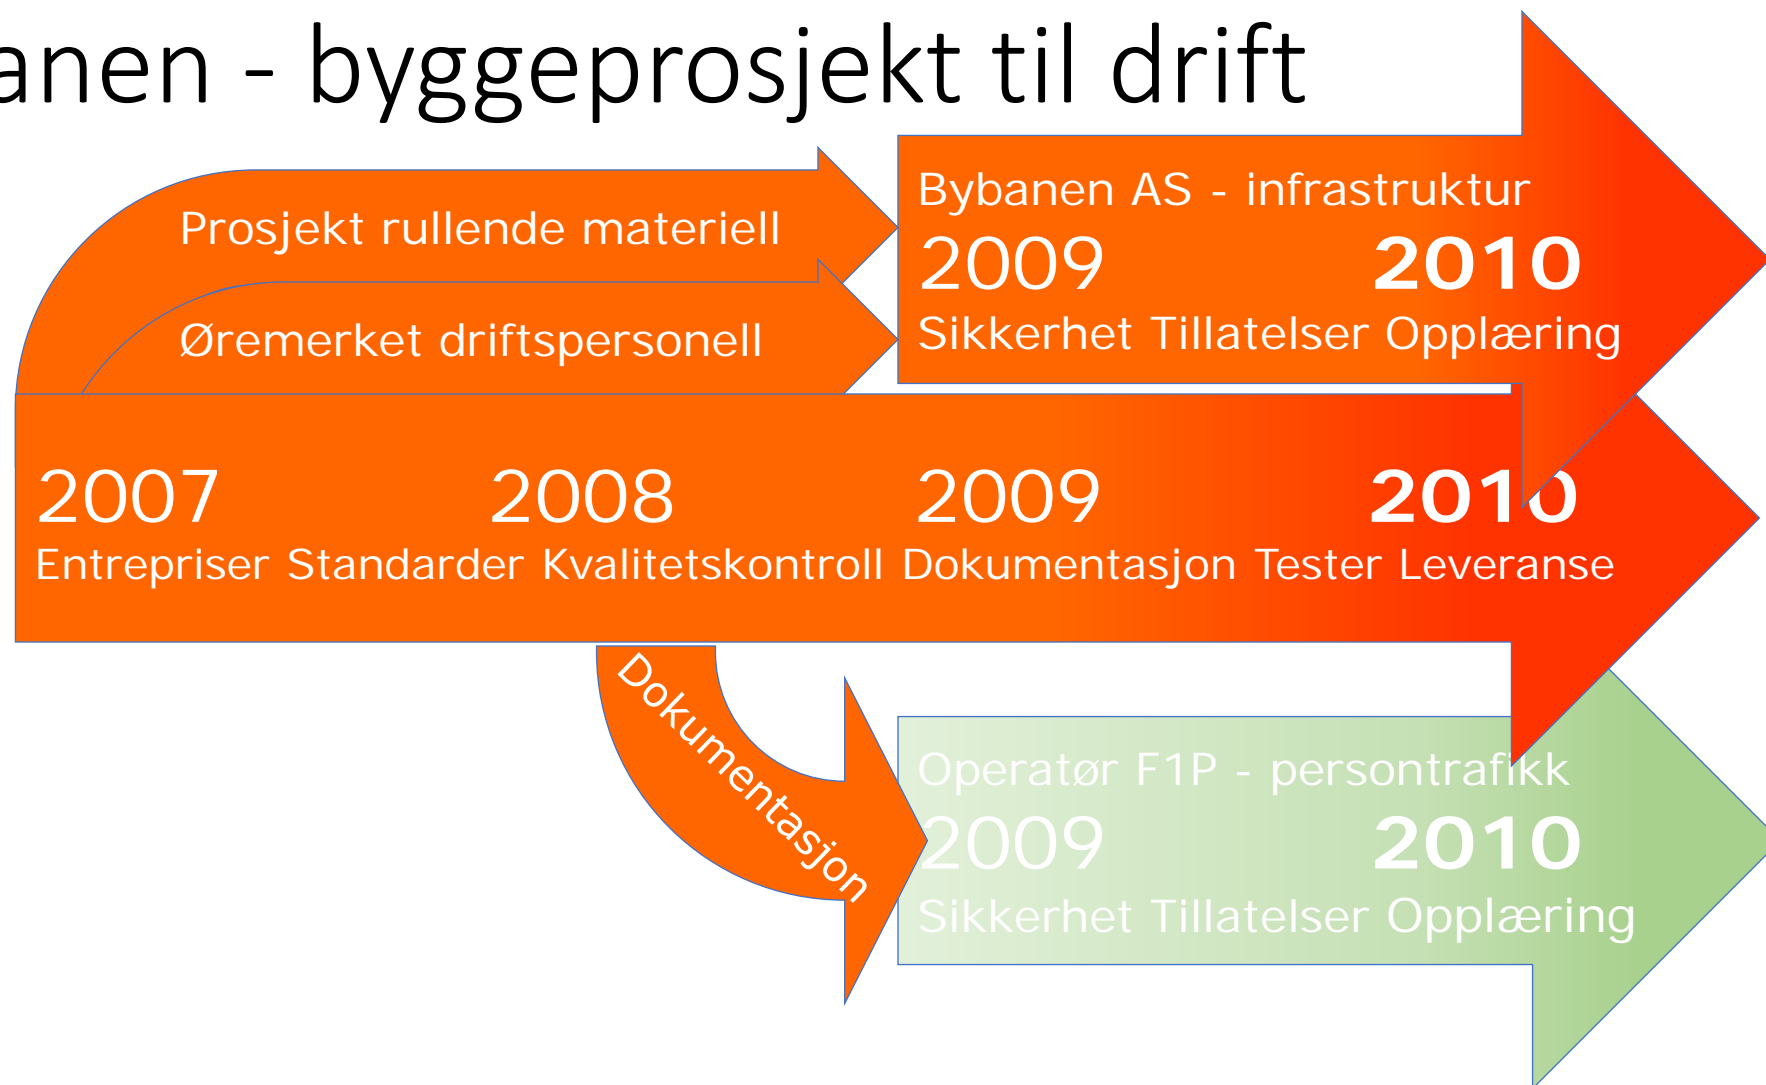 anen - byggeprosjekt til drift
Prosjekt rullende materiell
Øremerket driftspersonell
Bybanen AS - infrastruktur
2009 2010
Sikkerhet Tillatelser Opplæring
2007 2008 2009 2010
Entrepriser Standarder Kvalitetskontroll Dokumentasjon Tester Leveranse
Dokumentasjon
Operatør F1P - persontrafikk
2009 2010
Sikkerhet Tillatelser Opplæring